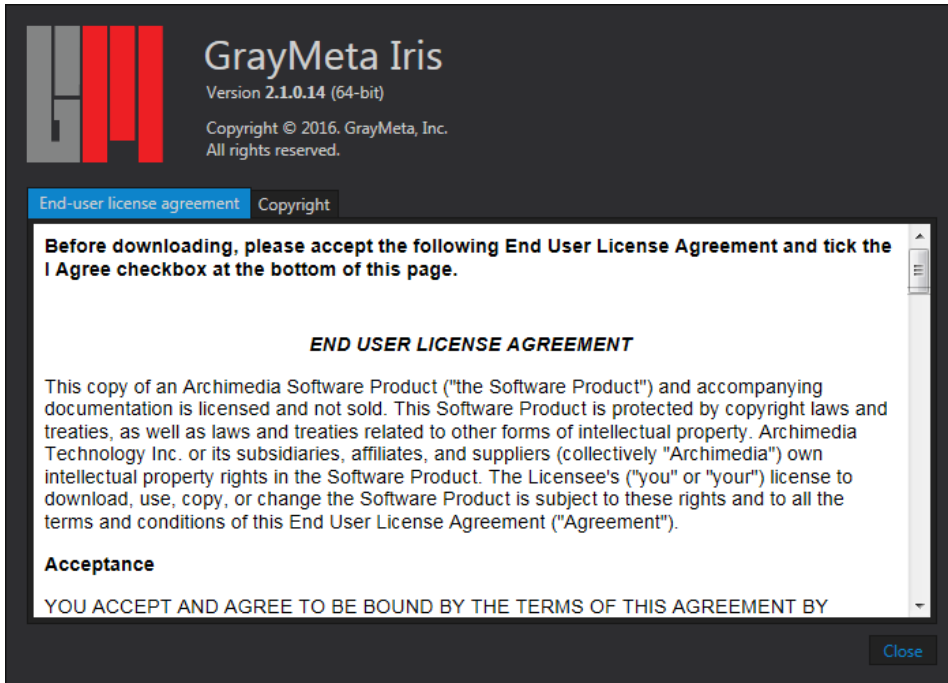 GrayMeta Iris
Version 2.1.0.14 (64-bit)
Copyright © 2016. GrayMeta, Inc.
All rights reserved.
End-user license agreement
Copyright
Before downloading, please accept the following End User License Agreement and tick the
I Agree checkbox at the bottom of this page.
END USER LICENSE AGREEMENT
This copy of an Archimedia Software Product ("the Software Product") and accompanying
documentation is licensed and not sold. This Software Product is protected by copyright laws and
treaties, as well as laws and treaties related to other forms of intellectual property. Archimedia
Technology Inc. or its subsidiaries, affiliates, and suppliers (collectively "Archimedia") own
intellectual property rights in the Software Product. The Licensee's ("you" or "your") license to
download, use, copy, or change the Software Product is subject to these rights and to all the
terms and conditions of this End User License Agreement ("Agreement").
Acceptance
YOU ACCEPT AND AGREE TO BE BOUND BY THE TERMS OF THIS AGREEMENT BY
Close